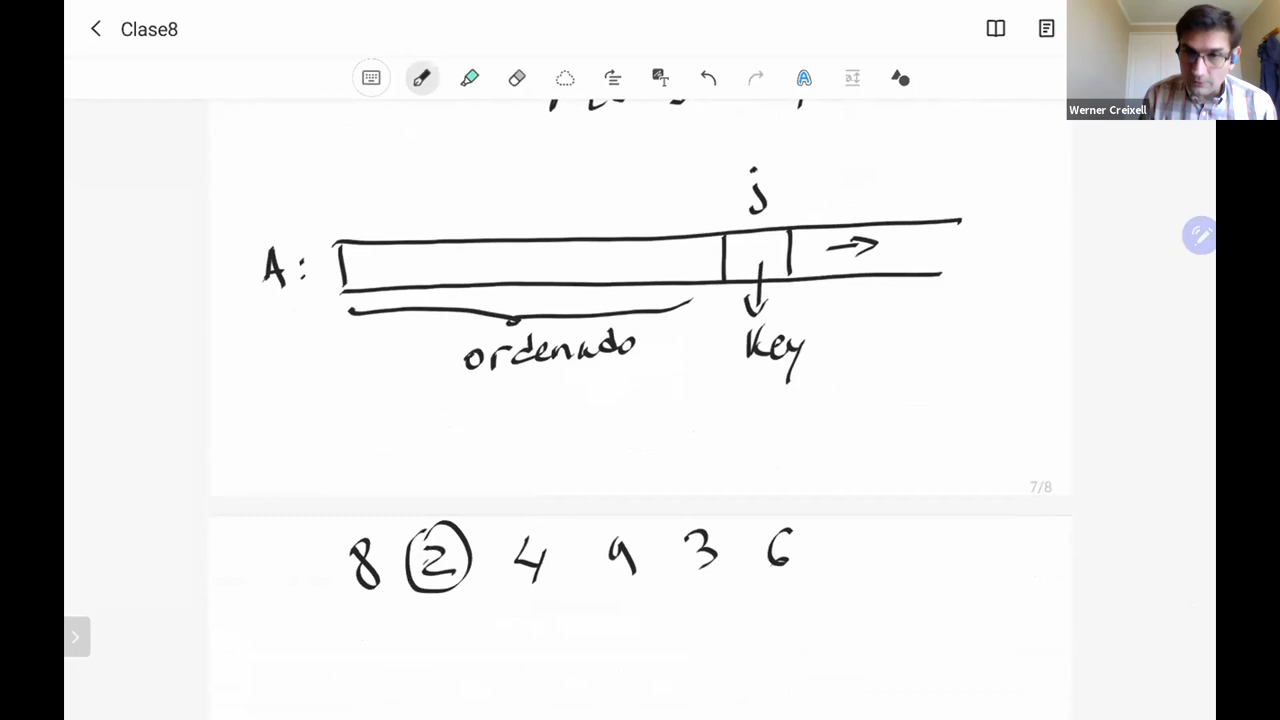 Clase8
Werner Creixell
j
A:
ordenado
Key
7/8
8 2 4 9 3 6